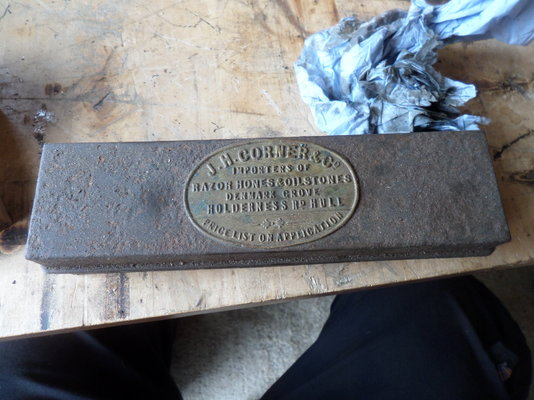 J. H. CORNER & Co
IMPORTERS OF
RAZOR HONES & OILSTONES
DENMARK GROVE
HOLDERNESS RD HULL
PRICE LIST ON APPLICATION